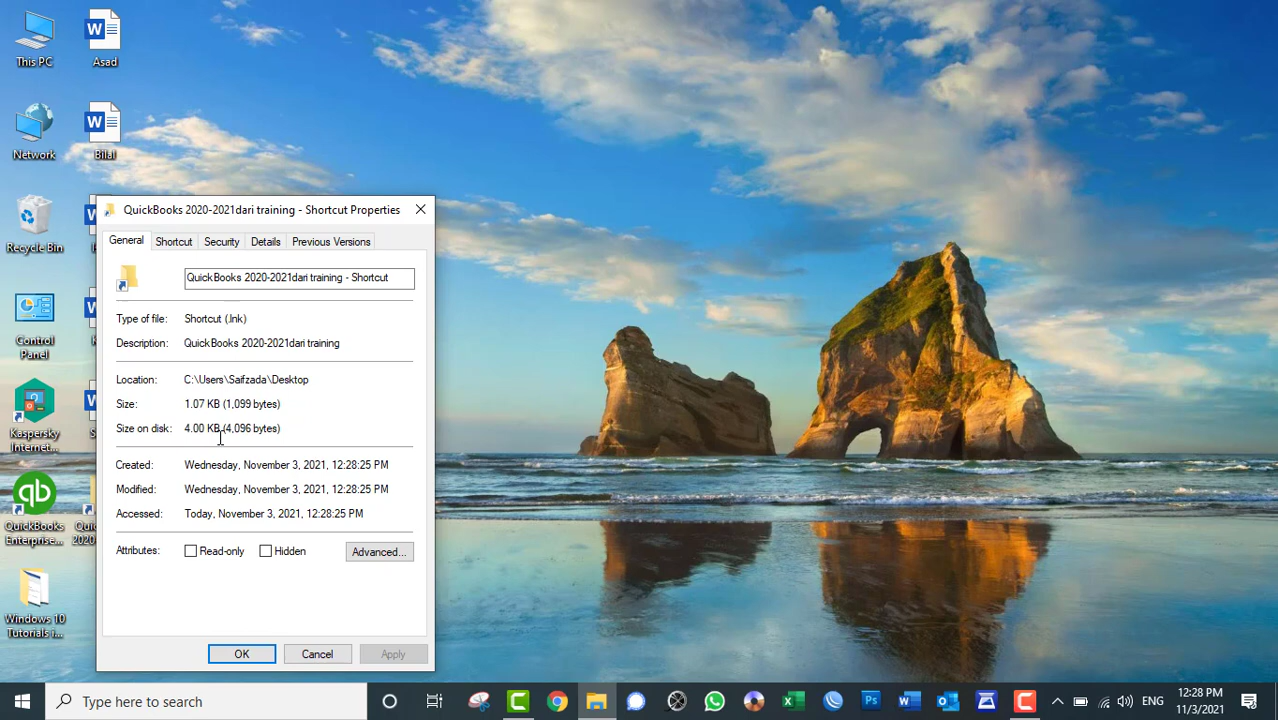 This PC
Asad
Network
Bilal
Recycle Bin
Control
Panel
Kaspersky
Internet...
QuickBooks
Enterprise...
2020
Windows 10
Tutorials i...
QuickBooks 2020-2021dari training - Shortcut Properties
General
Shortcut
Security
Details
Previous Versions
QuickBooks 2020-2021dari training - Shortcut
Type of file: Shortcut (.lnk)
Description: QuickBooks 2020-2021dari training
Location: C:\Users\Saifzada\Desktop
Size: 1.07 KB (1,099 bytes)
Size on disk: 4.00 KB (4,096 bytes)
Created: Wednesday, November 3, 2021, 12:28:25 PM
Modified: Wednesday, November 3, 2021, 12:28:25 PM
Accessed: Today, November 3, 2021, 12:28:25 PM
Attributes: Read-only Hidden Advanced...
OK Cancel Apply
Type here to search
ENG
12:28 PM
11/3/2021